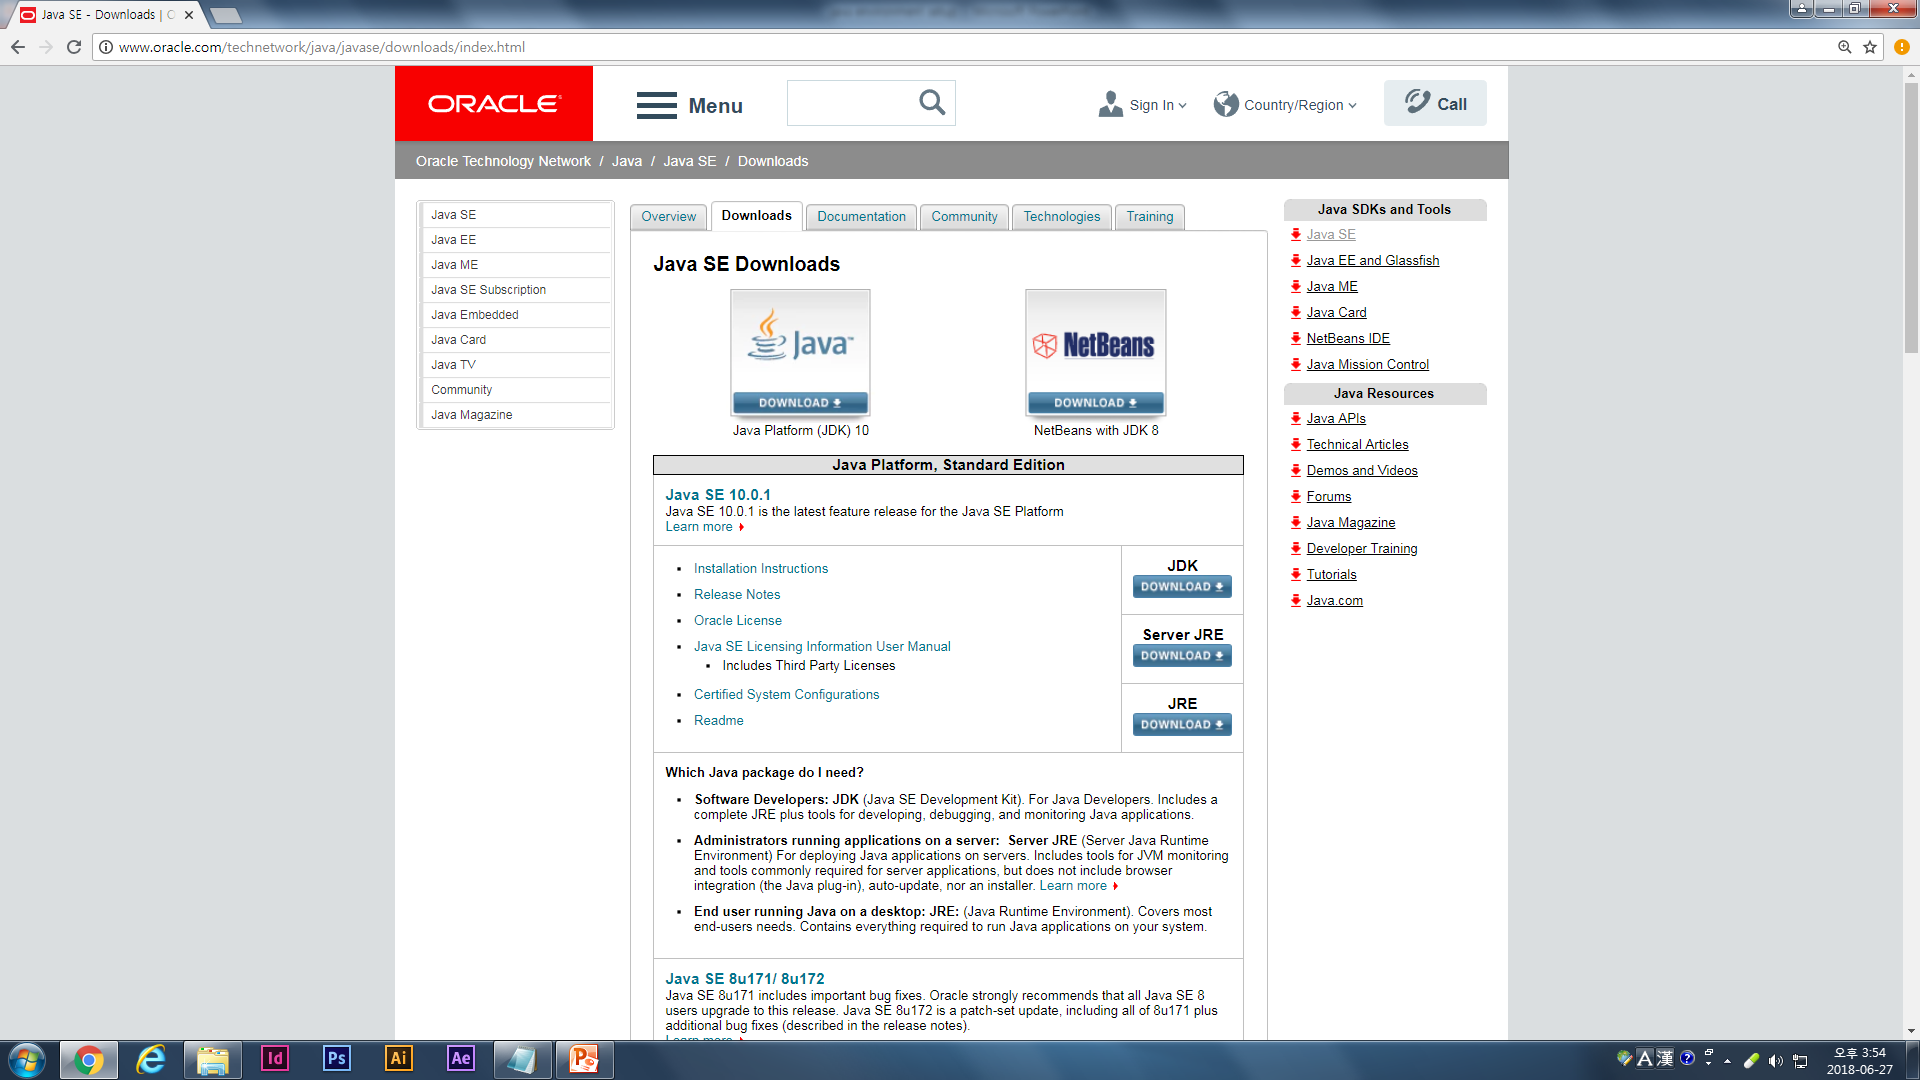 Java SE - Downloads | O
www.oracle.com/technetwork/java/javase/downloads/index.html
ORACLE
Menu
Sign In
Country/Region
Call
Oracle Technology Network / Java / Java SE / Downloads
Java SE
Java EE
Java ME
Java SE Subscription
Java Embedded
Java Card
Java TV
Community
Java Magazine
Overview
Downloads
Documentation
Community
Technologies
Training
Java SE Downloads
Java™
DOWNLOAD
Java Platform (JDK) 10
NetBeans
DOWNLOAD
NetBeans with JDK 8
Java Platform, Standard Edition
Java SE 10.0.1
Java SE 10.0.1 is the latest feature release for the Java SE Platform
Learn more
Installation Instructions
Release Notes
Oracle License
Java SE Licensing Information User Manual
Includes Third Party Licenses
Certified System Configurations
Readme
JDK
DOWNLOAD
Server JRE
DOWNLOAD
JRE
DOWNLOAD
Which Java package do I need?
Software Developers: JDK (Java SE Development Kit). For Java Developers. Includes a
complete JRE plus tools for developing, debugging, and monitoring Java applications.
Administrators running applications on a server: Server JRE (Server Java Runtime
Environment) For deploying Java applications on servers. Includes tools for JVM monitoring
and tools commonly required for server applications, but does not include browser
integration (the Java plug-in), auto-update, nor an installer. Learn more
End user running Java on a desktop: JRE: (Java Runtime Environment). Covers most
end-users needs. Contains everything required to run Java applications on your system.
Java SE 8u171/ 8u172
Java SE 8u171 includes important bug fixes. Oracle strongly recommends that all Java SE 8
users upgrade to this release. Java SE 8u172 is a patch-set update, including all of 8u171 plus
additional bug fixes (described in the release notes).
Learn more
Java SDKs and Tools
Java SE
Java EE and Glassfish
Java ME
Java Card
NetBeans IDE
Java Mission Control
Java Resources
Java APIs
Technical Articles
Demos and Videos
Forums
Java Magazine
Developer Training
Tutorials
Java.com
Id
Ps
Ai
Ae
A 漢
오후 3:54
2018-06-27